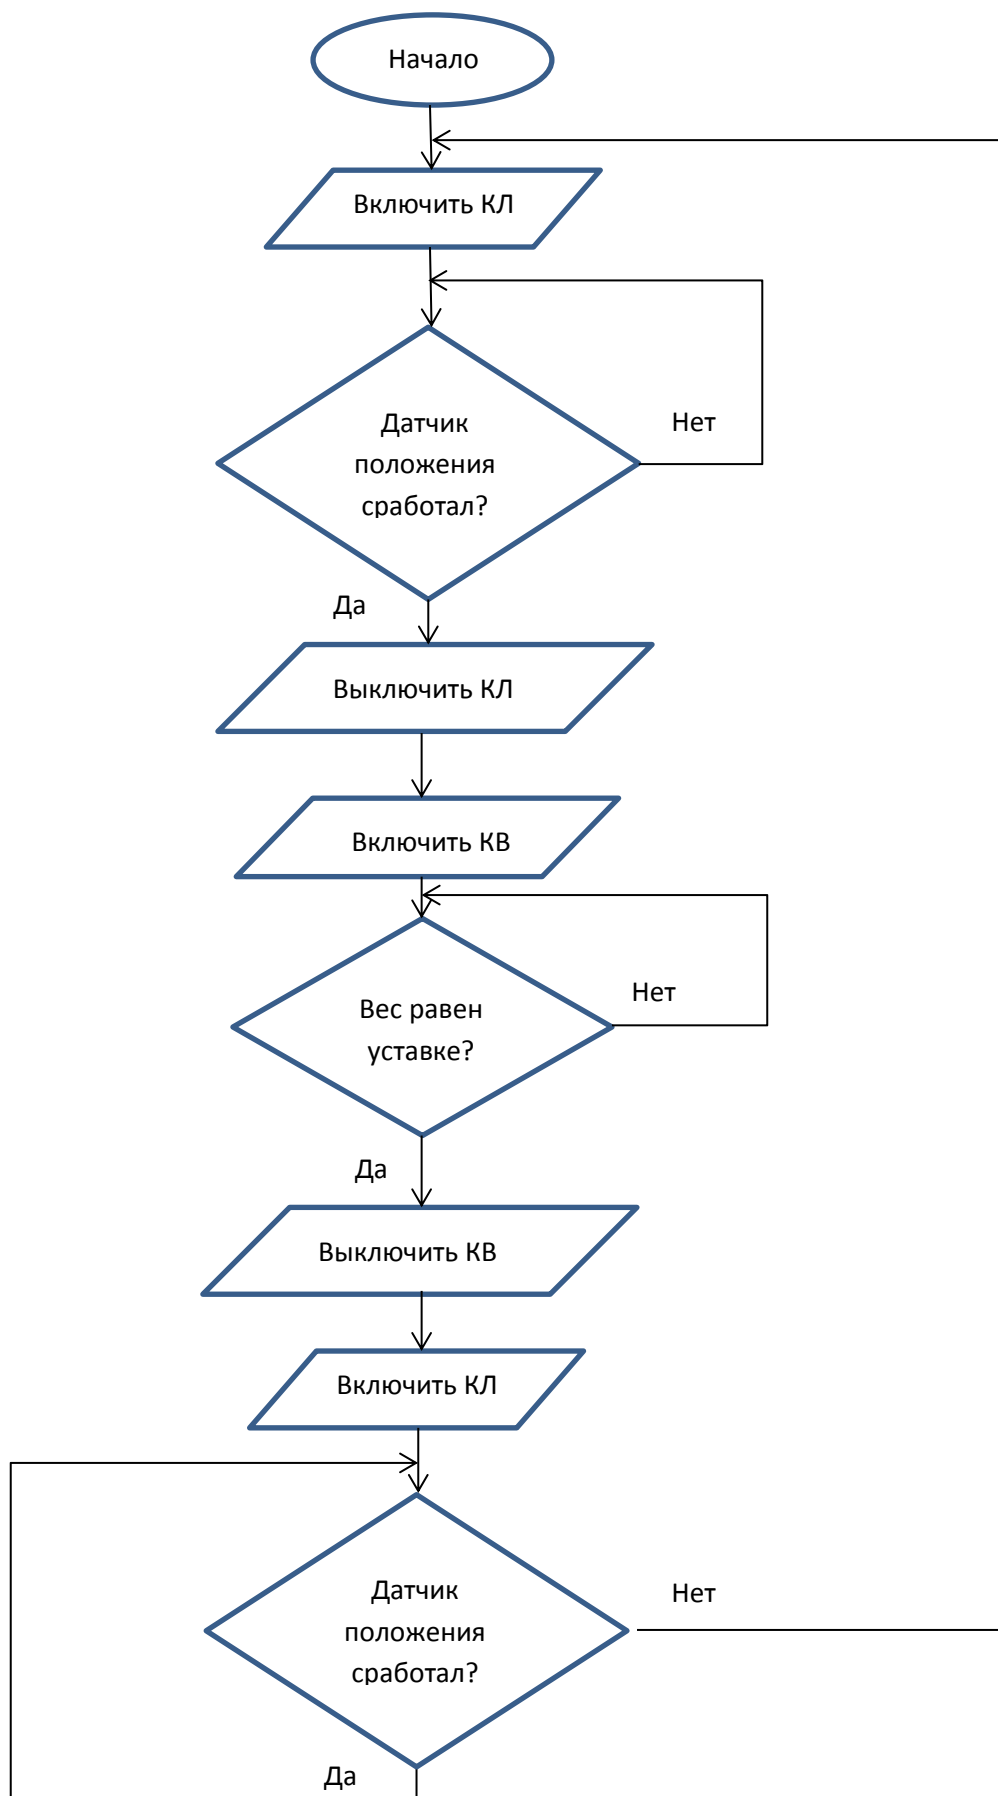 Начало
Включить КЛ
Датчик
положения
сработал?
Нет
Да
Выключить КЛ
Включить КВ
Вес равен
уставке?
Нет
Да
Выключить КВ
Включить КЛ
Датчик
положения
сработал?
Нет
Да